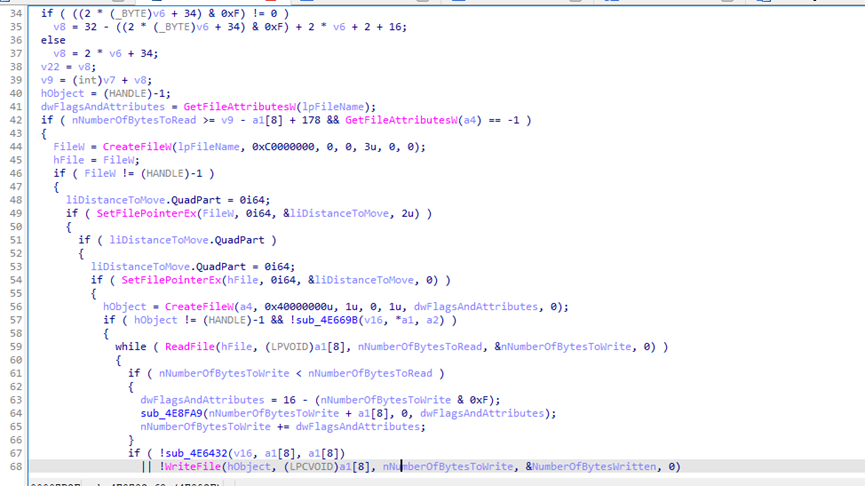 34 if ( ((2 * (_BYTE)v6 + 34) & 0xF) != 0 )
35 v8 = 32 - ((2 * (_BYTE)v6 + 34) & 0xF) + 2 * v6 + 2 + 16;
36 else
37 v8 = 2 * v6 + 34;
38 v22 = v8;
39 v9 = (int)v7 + v8;
40 hObject = (HANDLE)-1;
41 dwFlagsAndAttributes = GetFileAttributesW(lpFileName);
42 if ( nNumberOfBytesToRead >= v9 - a1[8] + 178 && GetFileAttributesW(a4) == -1 )
43 {
44 FileW = CreateFileW(lpFileName, 0xC0000000, 0, 0, 3u, 0, 0);
45 hFile = FileW;
46 if ( FileW != (HANDLE)-1 )
47 {
48 liDistanceToMove.QuadPart = 0i64;
49 if ( SetFilePointerEx(FileW, 0i64, &liDistanceToMove, 2u) )
50 {
51 if ( liDistanceToMove.QuadPart )
52 {
53 liDistanceToMove.QuadPart = 0i64;
54 if ( SetFilePointerEx(hFile, 0i64, &liDistanceToMove, 0) )
55 {
56 hObject = CreateFileW(a4, 0x40000000u, 1u, 0, 1u, dwFlagsAndAttributes, 0);
57 if ( hObject != (HANDLE)-1 && !sub_4E669B(v16, *a1, a2) )
58 {
59 while ( ReadFile(hFile, (LPVOID)a1[8], nNumberOfBytesToRead, &nNumberOfBytesToWrite, 0) )
60 {
61 if ( nNumberOfBytesToWrite < nNumberOfBytesToRead )
62 {
63 dwFlagsAndAttributes = 16 - (nNumberOfBytesToWrite & 0xF);
64 sub_4E8FA9(nNumberOfBytesToWrite + a1[8], 0, dwFlagsAndAttributes);
65 nNumberOfBytesToWrite += dwFlagsAndAttributes;
66 }
67 if ( !sub_4E6432(v16, a1[8], a1[8])
68 || !WriteFile(hObject, (LPCVOID)a1[8], nNumberOfBytesToWrite, &NumberOfBytesWritten, 0)